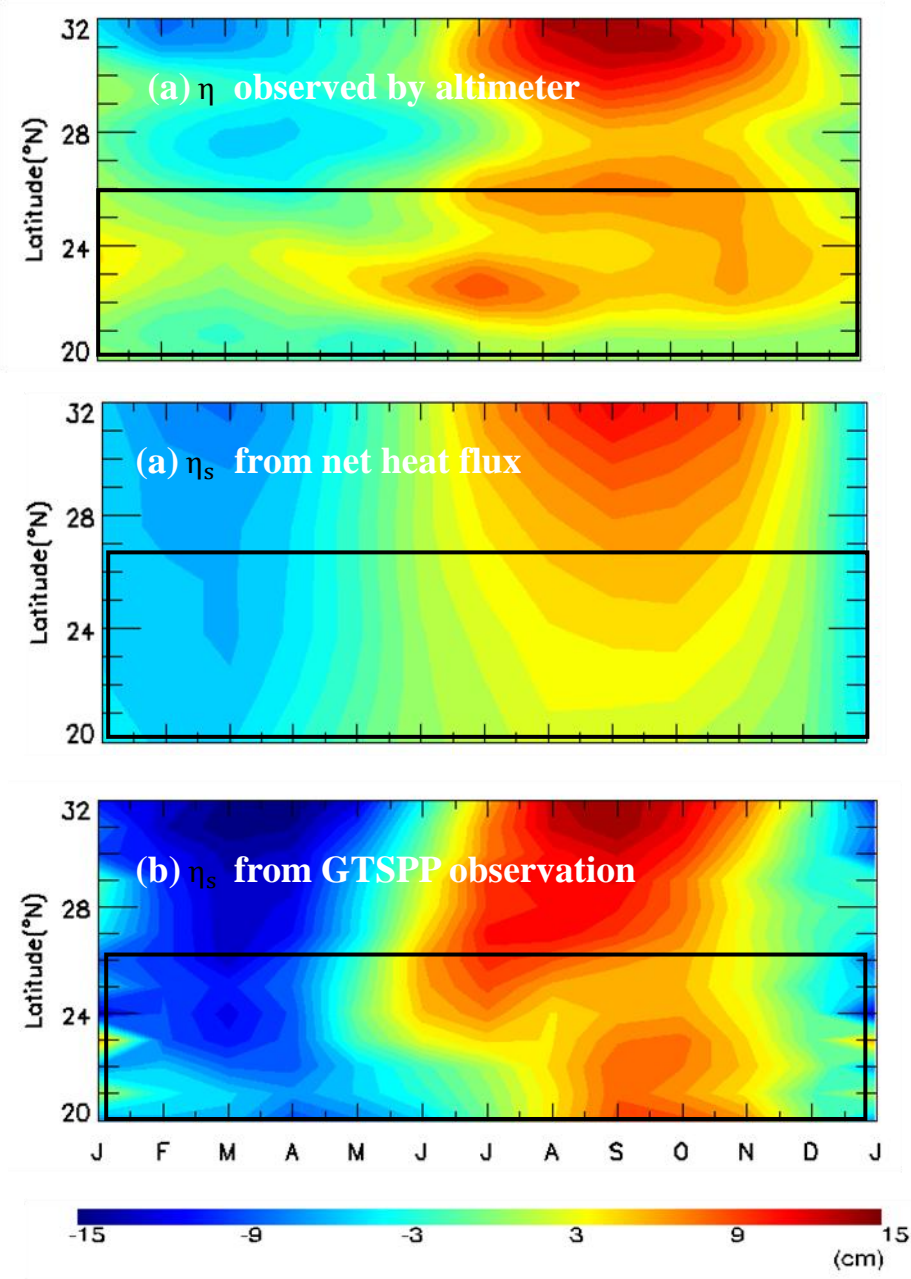 32
(a) η observed by altimeter
28
Latitude(°N)
24
20
32
(a) ηs from net heat flux
28
Latitude(°N)
24
20
32
(b) ηs from GTSPP observation
28
Latitude(°N)
24
20
J F M A M J J A S O N D J
-15 -9 -3 3 9 15
(cm)